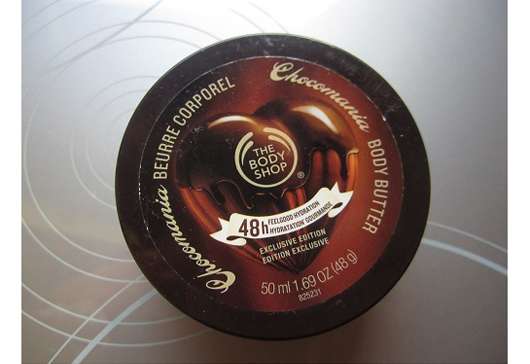 Chocomania BEURRE CORPOREL
Chocomania BODY BUTTER
THE
BODY
SHOP
®
48h
FEELGOOD HYDRATION
HYDRATATION GOURMANDE
EXCLUSIVE EDITION
EDITION EXCLUSIVE
50 ml 1.69 OZ (48 g)
825231